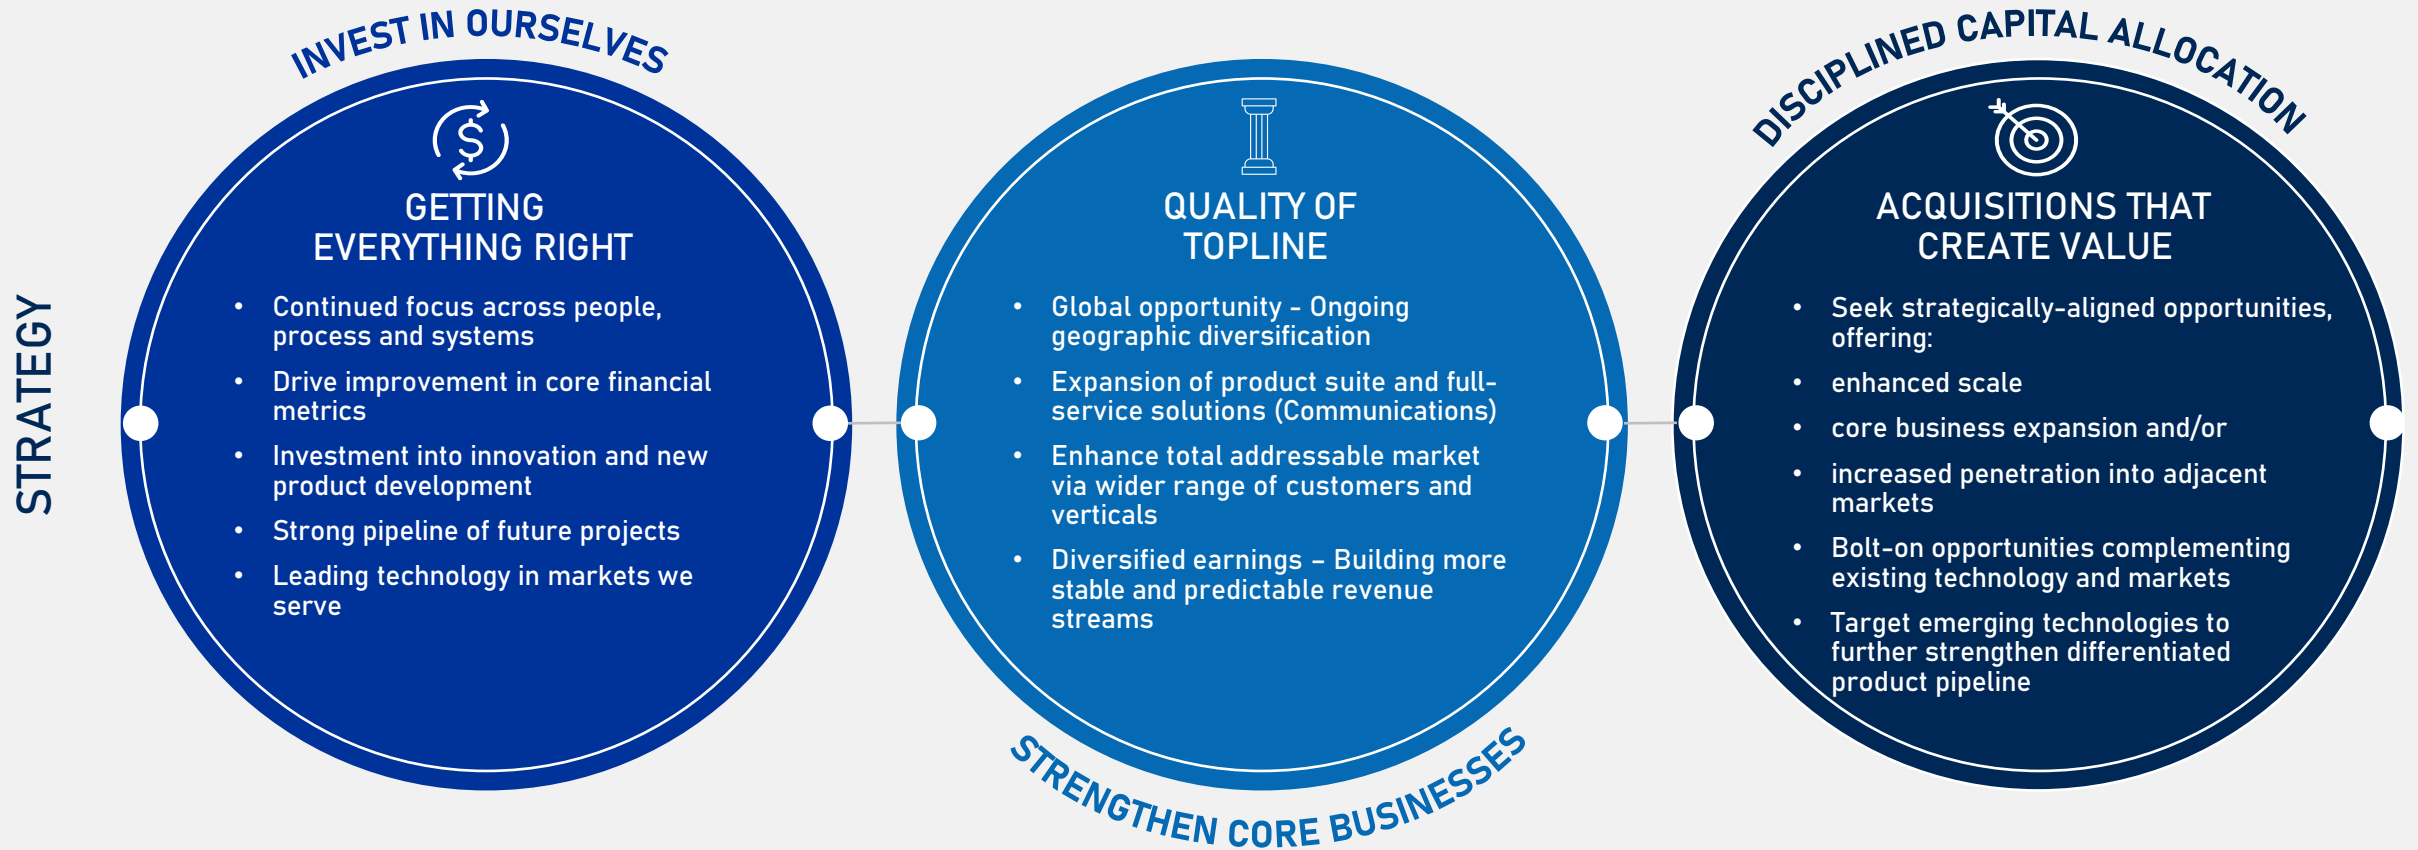 STRATEGY
INVEST IN OURSELVES
GETTING
EVERYTHING RIGHT
• Continued focus across people,
process and systems
• Drive improvement in core financial
metrics
• Investment into innovation and new
product development
• Strong pipeline of future projects
• Leading technology in markets we
serve
QUALITY OF
TOPLINE
• Global opportunity - Ongoing
geographic diversification
• Expansion of product suite and full-
service solutions (Communications)
• Enhance total addressable market
via wider range of customers and
verticals
• Diversified earnings – Building more
stable and predictable revenue
streams
STRENGTHEN CORE BUSINESSES
DISCIPLINED CAPITAL ALLOCATION
ACQUISITIONS THAT
CREATE VALUE
• Seek strategically-aligned opportunities,
offering:
• enhanced scale
• core business expansion and/or
• increased penetration into adjacent
markets
• Bolt-on opportunities complementing
existing technology and markets
• Target emerging technologies to
further strengthen differentiated
product pipeline